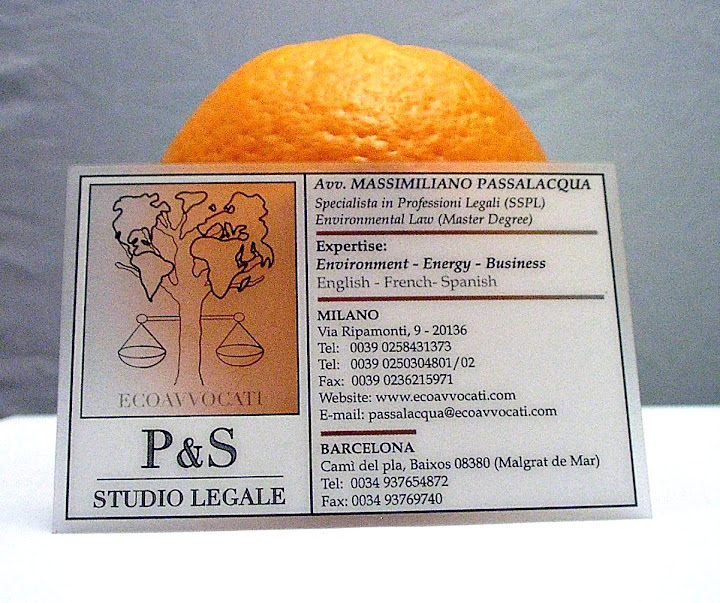 ECOAVVOCATI
P&S
STUDIO LEGALE
Avv. MASSIMILIANO PASSALACQUA
Specialista in Professioni Legali (SSPL)
Environmental Law (Master Degree)
Expertise:
Environment - Energy - Business
English - French- Spanish
MILANO
Via Ripamonti, 9 - 20136
Tel: 0039 0258431373
Tel: 0039 0250304801/02
Fax: 0039 0236215971
Website: www.ecoavvocati.com
E-mail: passalacqua@ecoavvocati.com
BARCELONA
Camì del pla, Baixos 08380 (Malgrat de Mar)
Tel: 0034 937654872
Fax: 0034 93769740